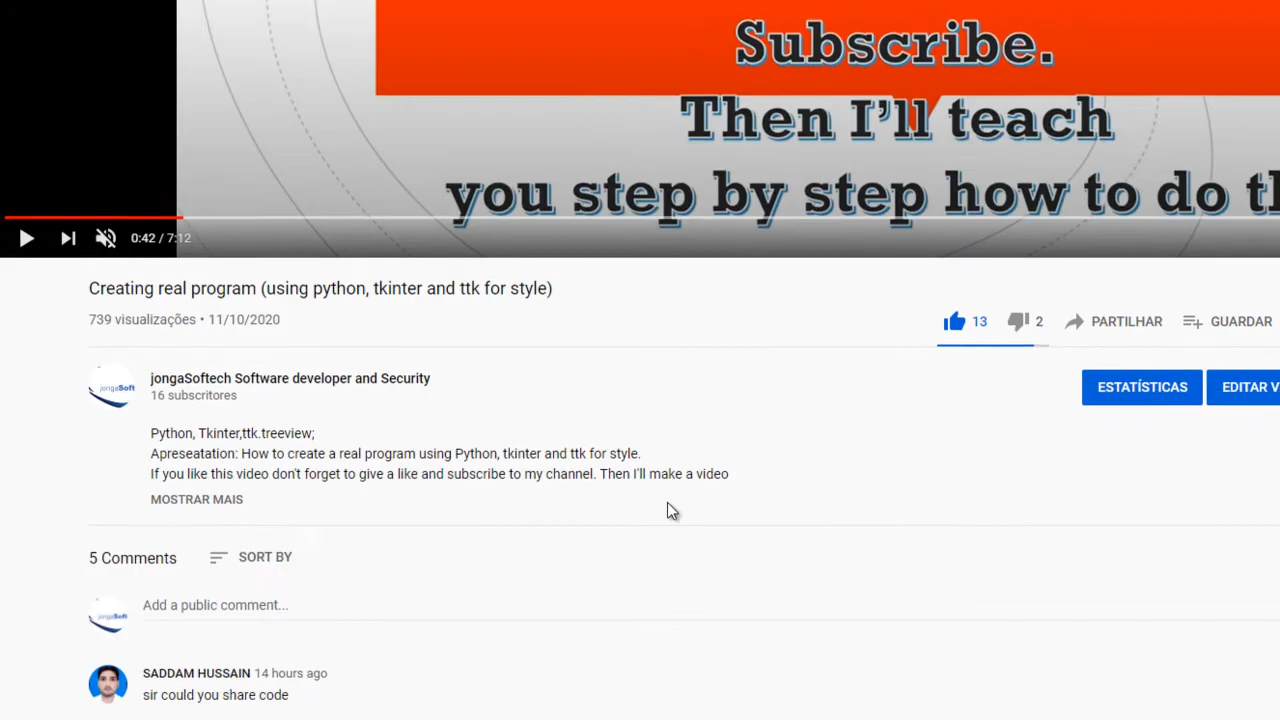 Subscribe.
Then I'll teach
you step by step how to do th
0:42 / 7:12
Creating real program (using python, tkinter and ttk for style)
739 visualizações • 11/10/2020
13 2 PARTILHAR GUARDAR
jongaSoft
jongaSoftech Software developer and Security
16 subscritores
ESTATÍSTICAS EDITAR V
Python, Tkinter,ttk.treeview;
Apreseatation: How to create a real program using Python, tkinter and ttk for style.
If you like this video don't forget to give a like and subscribe to my channel. Then I'll make a video
MOSTRAR MAIS
5 Comments SORT BY
jongaSoft
Add a public comment...
SADDAM HUSSAIN 14 hours ago
sir could you share code